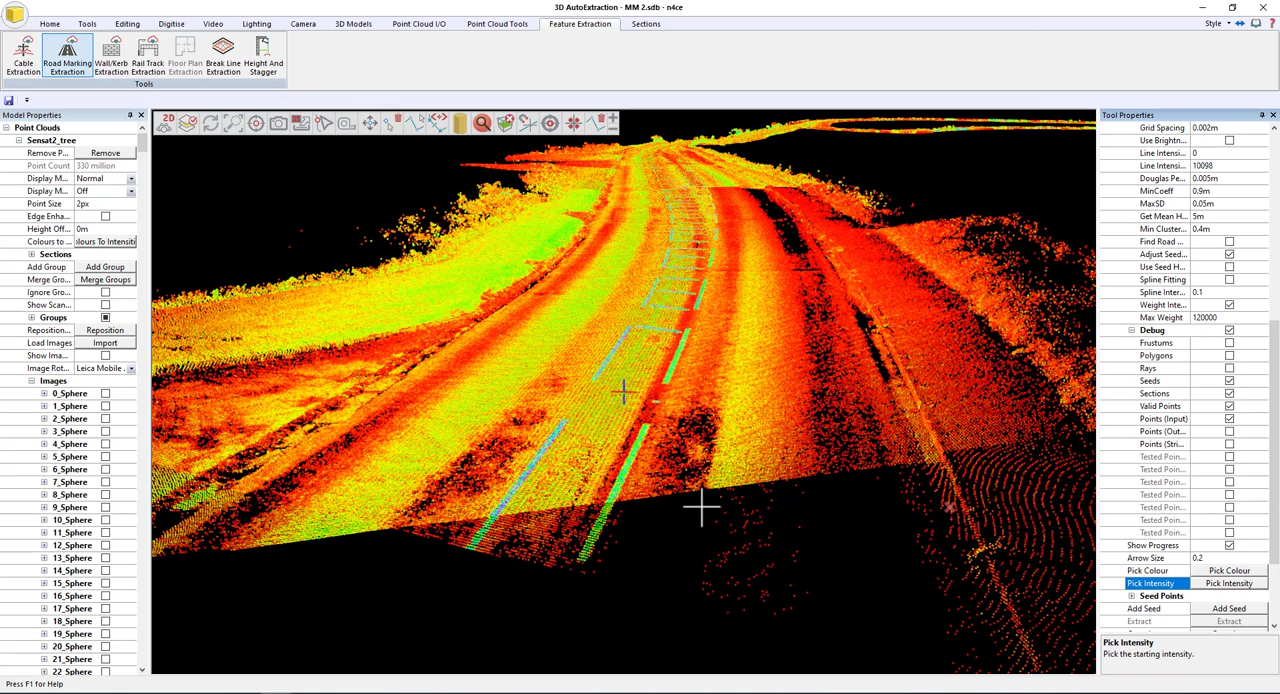 3D AutoExtraction - MM 2.sdb - n4ce
Home Tools Editing Digitise Video Lighting Camera 3D Models Point Cloud I/O Point Cloud Tools Feature Extraction Sections Style
Cable Extraction
Road Marking Extraction
Wall/Kerb Extraction
Rail Track Extraction
Floor Plan Extraction
Break Line Extraction
Height And Stagger
Tools
Model Properties
Point Clouds
Sensat2_tree
Remove P... Remove
Point Count 330 million
Display M... Normal
Display M... Off
Point Size 2px
Edge Enha...
Height Off... 0m
Colours to ... :olours To Intensiti
Sections
Add Group Add Group
Merge Gro... Merge Groups
Ignore Gro...
Show Scan...
Groups
Reposition... Reposition
Load Images Import
Show Ima...
Image Rot... Leica Mobile .
Images
0_Sphere
1_Sphere
2_Sphere
3_Sphere
4_Sphere
5_Sphere
6_Sphere
7_Sphere
8_Sphere
9_Sphere
10_Sphere
11_Sphere
12_Sphere
13_Sphere
14_Sphere
15_Sphere
16_Sphere
17_Sphere
18_Sphere
19_Sphere
20_Sphere
21_Sphere
22_Sphere
2D
Tool Properties
Grid Spacing 0.002m
Use Brightn...
Line Intensi... 0
Line Intensi... 10098
Douglas Pe... 0.005m
MinCoeff 0.9m
MaxSD 0.05m
Get Mean H... 5m
Min Cluster... 0.4m
Find Road ...
Adjust Seed...
Use Seed H...
Spline Fitting
Spline Inter... 0.1
Weight Inte...
Max Weight 120000
Debug
Frustums
Polygons
Rays
Seeds
Sections
Valid Points
Points (Input)
Points (Out...
Points (Stri...
Tested Poin...
Tested Poin...
Tested Poin...
Tested Poin...
Tested Poin...
Tested Poin...
Tested Poin...
Show Progress
Arrow Size 0.2
Pick Colour Pick Colour
Pick Intensity Pick Intensity
Seed Points
Add Seed Add Seed
Extract Extract
Pick Intensity
Pick the starting intensity.
Press F1 for Help